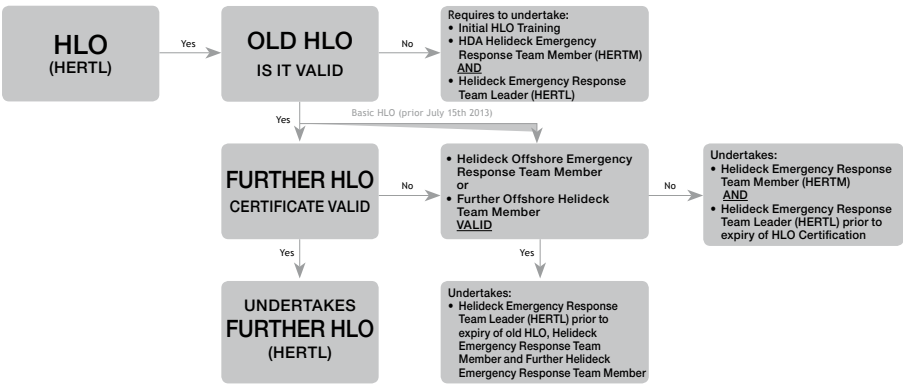 HLO
(HERTL)
Yes
OLD HLO
IS IT VALID
No
Requires to undertake:
• Initial HLO Training
• HDA Helideck Emergency
Response Team Member (HERTM)
AND
• Helideck Emergency Response
Team Leader (HERTL)
Yes
Basic HLO (prior July 15th 2013)
FURTHER HLO
CERTIFICATE VALID
No
• Helideck Offshore Emergency
Response Team Member
or
• Further Offshore Helideck
Team Member
VALID
No
Undertakes:
• Helideck Emergency Response
Team Member (HERTM)
AND
• Helideck Emergency Response
Team Leader (HERTL) prior to
expiry of HLO Certification
Yes
Yes
UNDERTAKES
FURTHER HLO
(HERTL)
Undertakes:
• Helideck Emergency Response
Team Leader (HERTL) prior to
expiry of old HLO, Helideck
Emergency Response Team
Member and Further Helideck
Emergency Response Team Member